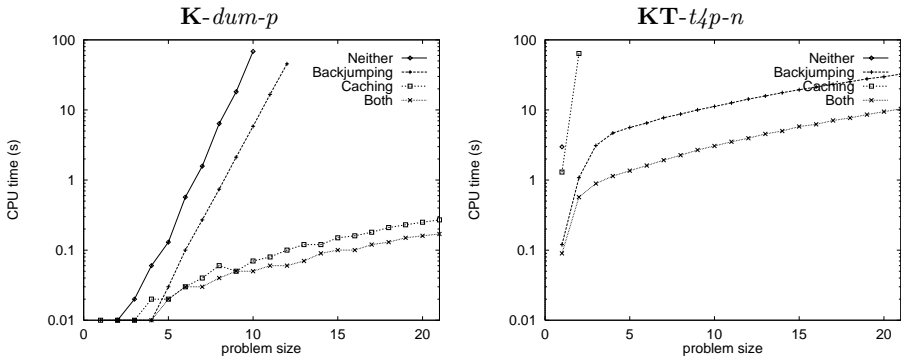 K-dum-p
100
10
1
0.1
0.01
CPU time (s)
0 5 10 15 20
problem size
Neither
Backjumping
Caching
Both
KT-t4p-n
100
10
1
0.1
0.01
CPU time (s)
0 5 10 15 20
problem size
Neither
Backjumping
Caching
Both